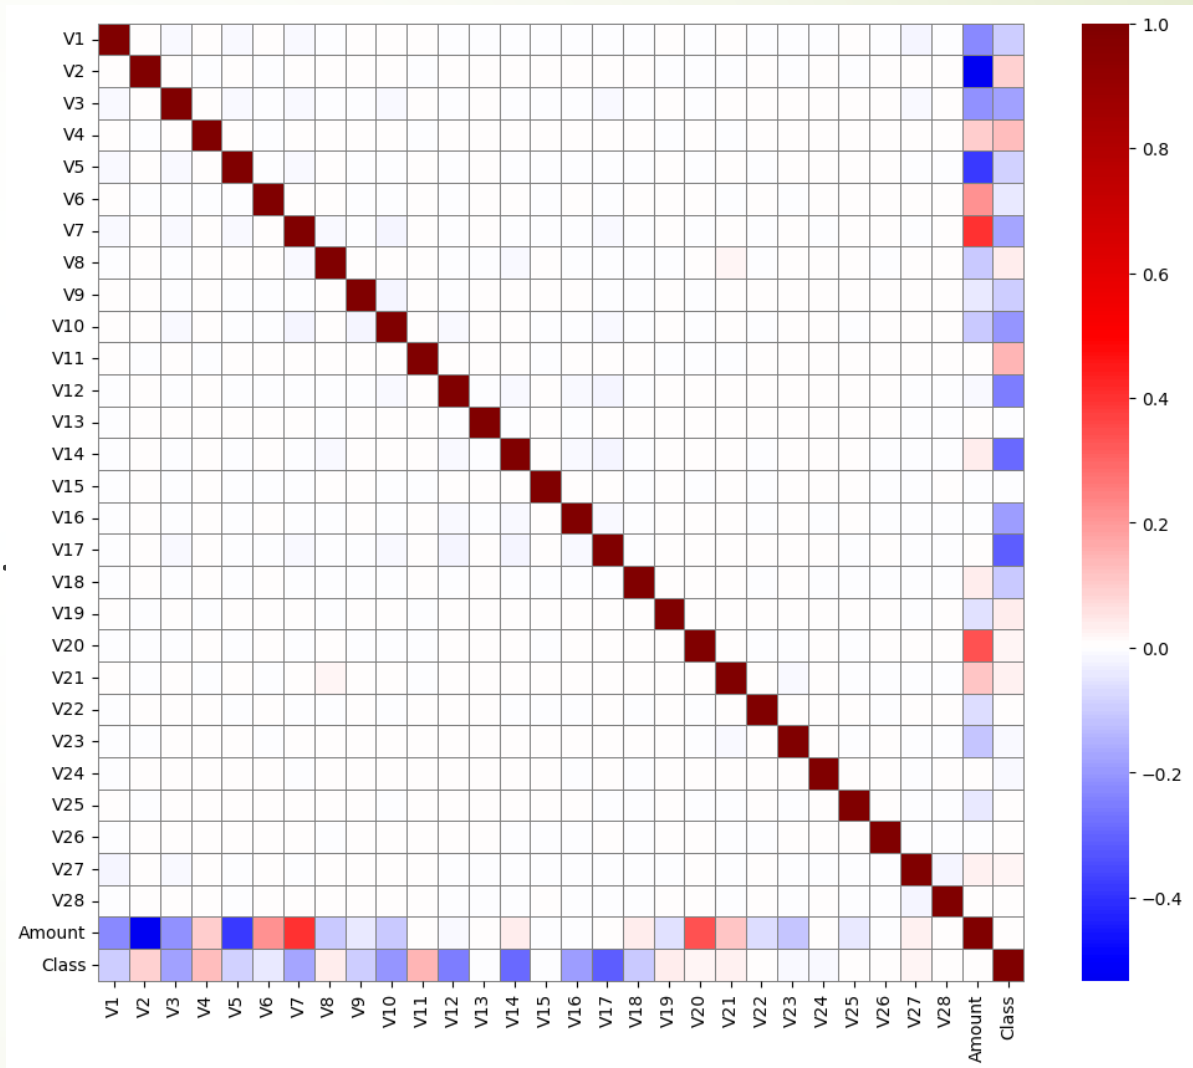 V1
V2
V3
V4
V5
V6
V7
V8
V9
V10
V11
V12
V13
V14
V15
V16
V17
V18
V19
V20
V21
V22
V23
V24
V25
V26
V27
V28
Amount
Class
V1 V2 V3 V4 V5 V6 V7 V8 V9 V10 V11 V12 V13 V14 V15 V16 V17 V18 V19 V20 V21 V22 V23 V24 V25 V26 V27 V28 Amount Class
1.0
0.8
0.6
0.4
0.2
0.0
−0.2
−0.4